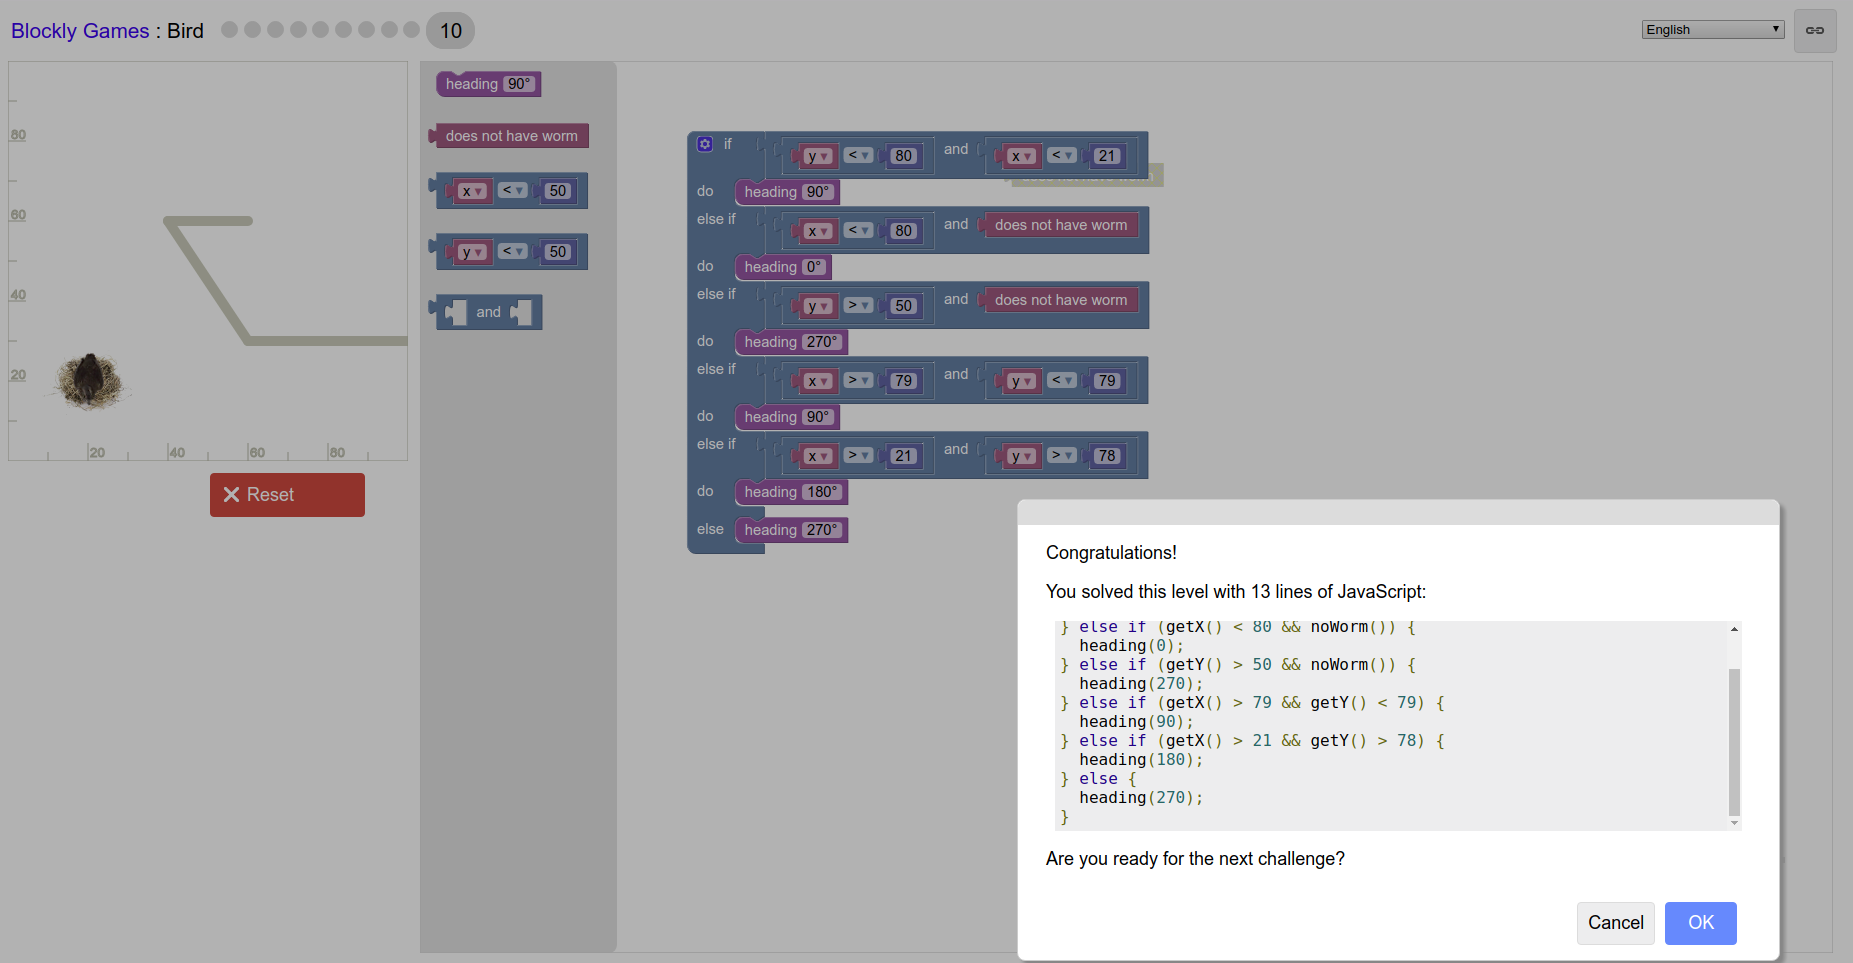 Blockly Games : Bird 10
English
80
60
40
20
20 40 60 80
Reset
heading 90°
does not have worm
x < 50
y < 50
and
if y < 80 and x < 21
do heading 90°
else if x < 80 and does not have worm
do heading 0°
else if y > 50 and does not have worm
do heading 270°
else if x > 79 and y < 79
do heading 90°
else if x > 21 and y > 78
do heading 180°
else heading 270°
Congratulations!
You solved this level with 13 lines of JavaScript:
} else if (getX() < 80 && noWorm()) {
heading(0);
} else if (getY() > 50 && noWorm()) {
heading(270);
} else if (getX() > 79 && getY() < 79) {
heading(90);
} else if (getX() > 21 && getY() > 78) {
heading(180);
} else {
heading(270);
}
Are you ready for the next challenge?
Cancel OK